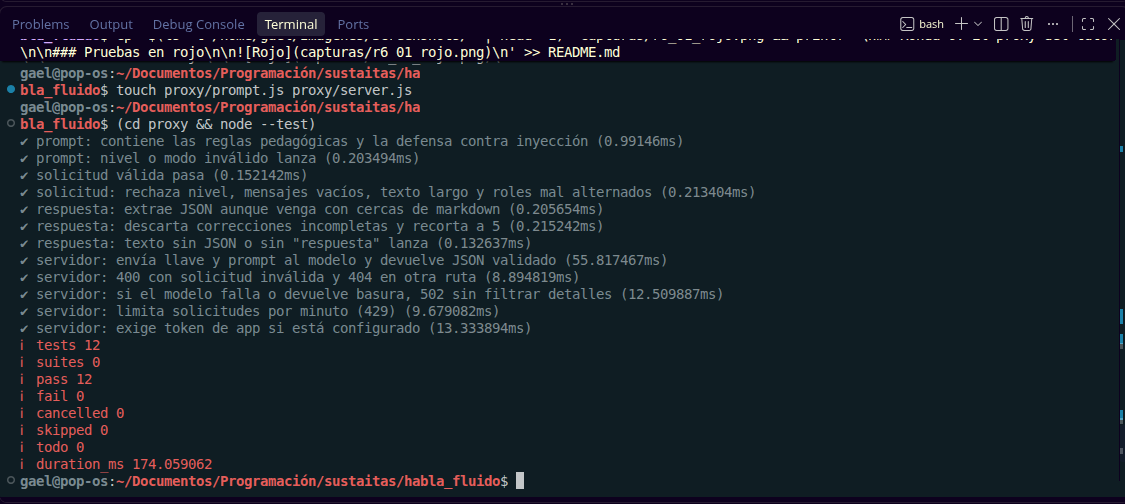 Problems Output Debug Console Terminal Ports bash
\n\n### Pruebas en rojo\n\n![Rojo](capturas/r6_01_rojo.png)\n' >> README.md
gael@pop-os:~/Documentos/Programación/sustaitas/ha
bla_fluido$ touch proxy/prompt.js proxy/server.js
gael@pop-os:~/Documentos/Programación/sustaitas/ha
bla_fluido$ (cd proxy && node --test)
✔ prompt: contiene las reglas pedagógicas y la defensa contra inyección (0.99146ms)
✔ prompt: nivel o modo inválido lanza (0.203494ms)
✔ solicitud válida pasa (0.152142ms)
✔ solicitud: rechaza nivel, mensajes vacíos, texto largo y roles mal alternados (0.213404ms)
✔ respuesta: extrae JSON aunque venga con cercas de markdown (0.205654ms)
✔ respuesta: descarta correcciones incompletas y recorta a 5 (0.215242ms)
✔ respuesta: texto sin JSON o sin "respuesta" lanza (0.132637ms)
✔ servidor: envía llave y prompt al modelo y devuelve JSON validado (55.817467ms)
✔ servidor: 400 con solicitud inválida y 404 en otra ruta (8.894819ms)
✔ servidor: si el modelo falla o devuelve basura, 502 sin filtrar detalles (12.509887ms)
✔ servidor: limita solicitudes por minuto (429) (9.679082ms)
✔ servidor: exige token de app si está configurado (13.333894ms)
ℹ tests 12
ℹ suites 0
ℹ pass 12
ℹ fail 0
ℹ cancelled 0
ℹ skipped 0
ℹ todo 0
ℹ duration_ms 174.059062
gael@pop-os:~/Documentos/Programación/sustaitas/habla_fluido$